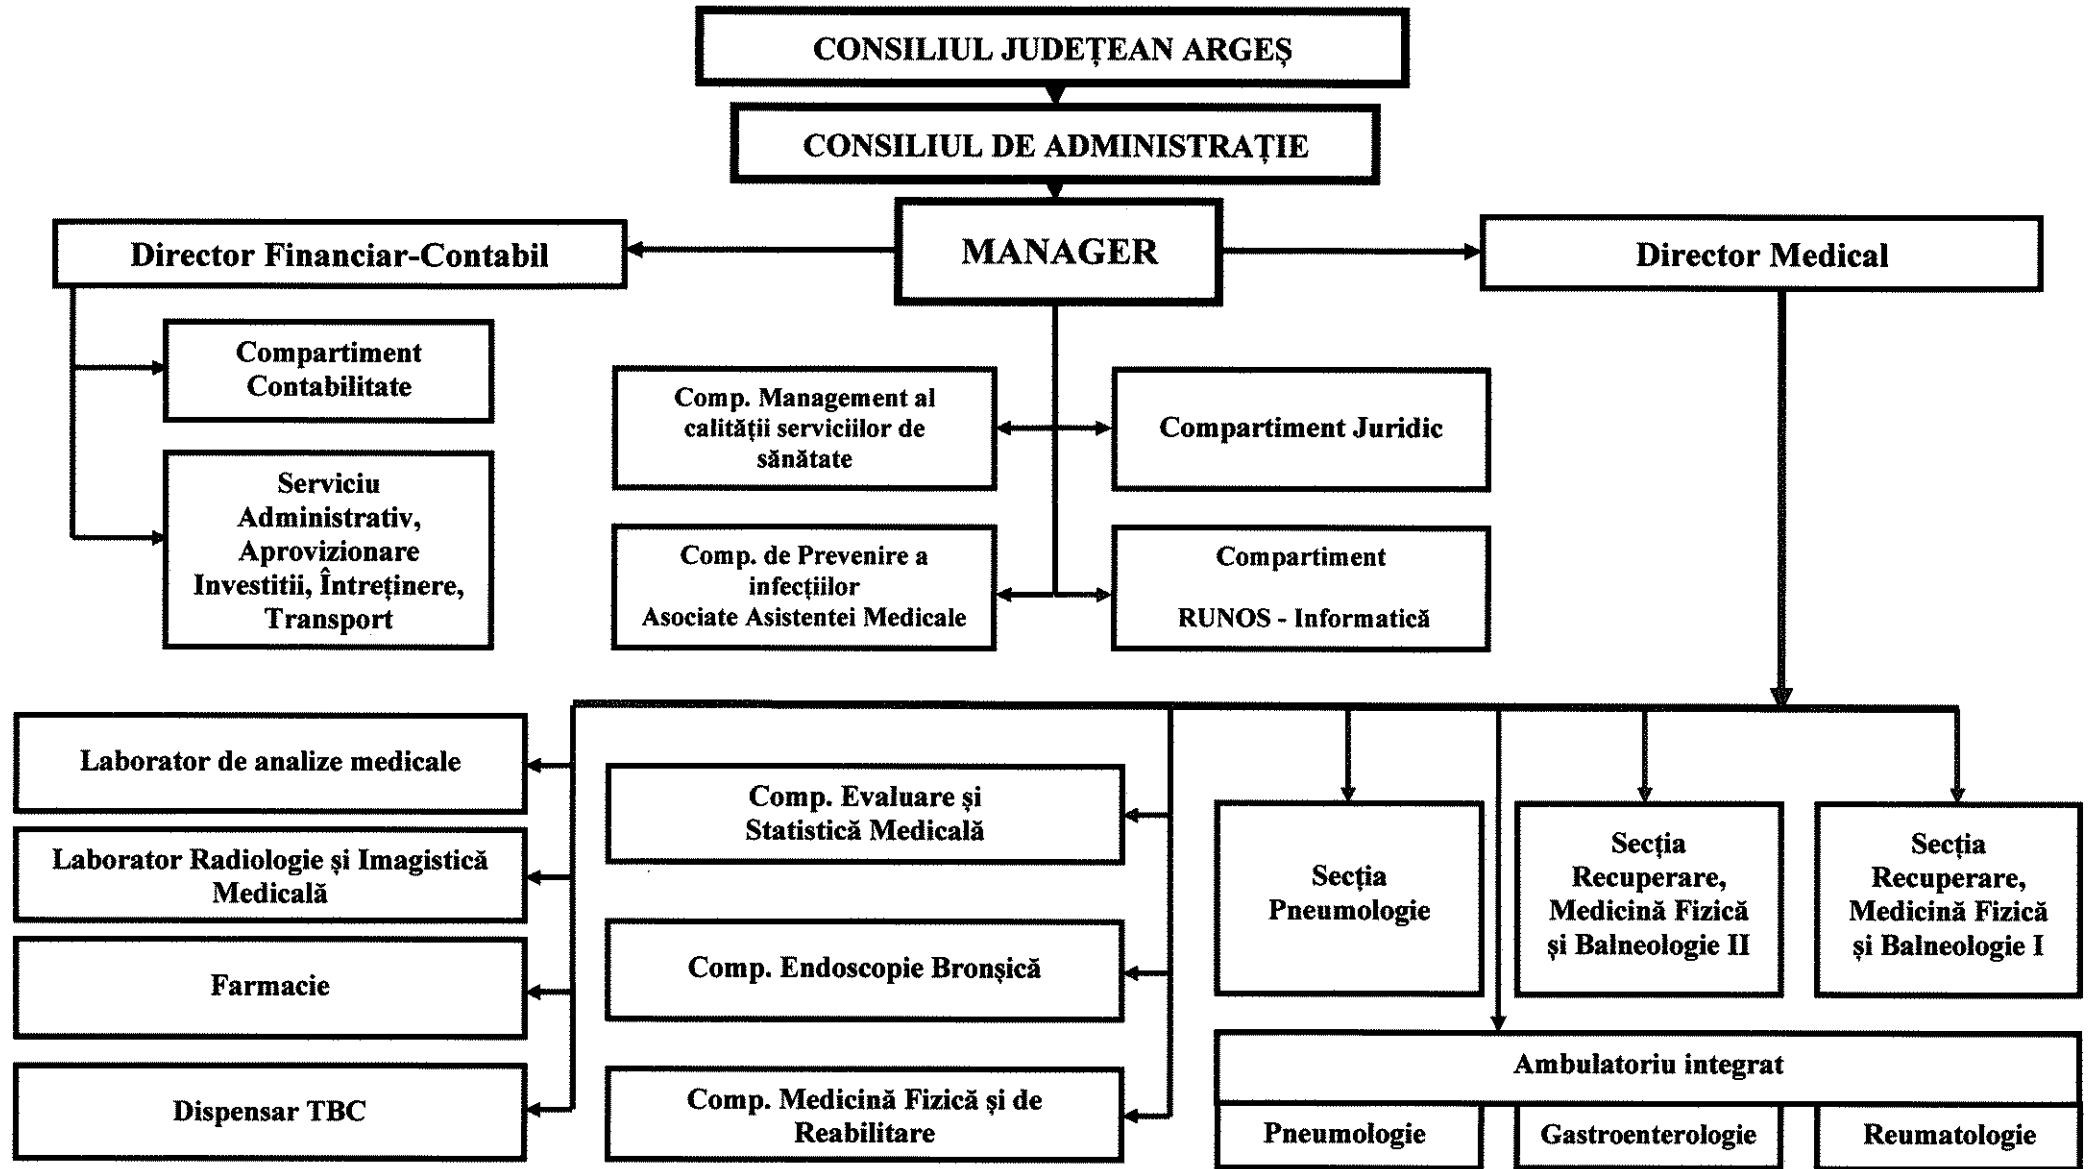 CONSILIUL JUDEȚEAN ARGEȘ
CONSILIUL DE ADMINISTRAȚIE
MANAGER
Director Financiar-Contabil
Director Medical
Compartiment
Contabilitate
Serviciu
Administrativ,
Aprovizionare
Investitii, Întreținere,
Transport
Comp. Management al
calității serviciilor de
sănătate
Compartiment Juridic
Comp. de Prevenire a
infecțiilor
Asociate Asistentei Medicale
Compartiment
RUNOS - Informatică
Laborator de analize medicale
Laborator Radiologie și Imagistică
Medicală
Farmacie
Dispensar TBC
Comp. Evaluare și
Statistică Medicală
Comp. Endoscopie Bronșică
Comp. Medicină Fizică și de
Reabilitare
Secția
Pneumologie
Secția
Recuperare,
Medicină Fizică
și Balneologie II
Secția
Recuperare,
Medicină Fizică
și Balneologie I
Ambulatoriu integrat
Pneumologie
Gastroenterologie
Reumatologie